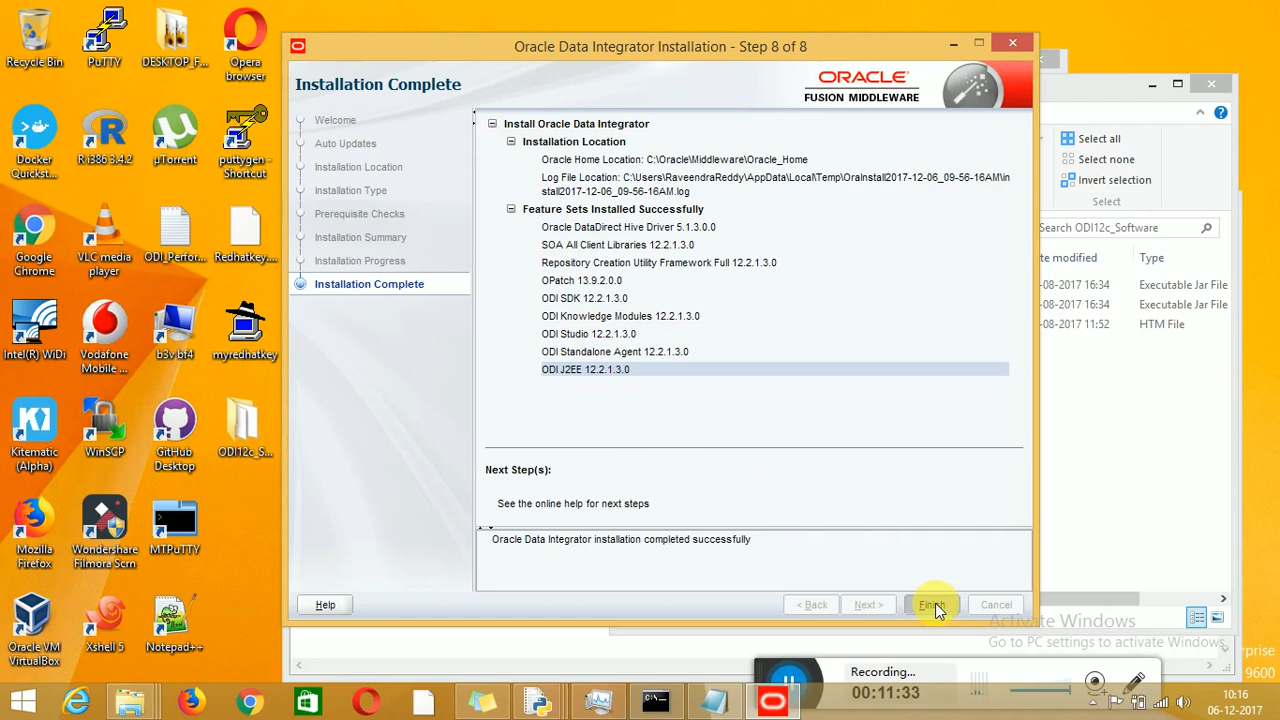 Recycle Bin
PuTTY
DESKTOP_F...
Opera
browser
Docker
Quickst...
R i386 3.4.2
µTorrent
puttygen -
Shortcut
Google
Chrome
VLC media
player
ODI_Perfor...
Redhatkey....
Intel(R) WiDi
Vodafone
Mobile ...
b3v bf4
myredhatkey
Kitematic
(Alpha)
WinSCP
GitHub
Desktop
ODI12c_S...
Mozilla
Firefox
Wondershare
Filmora Scrn
MTPuTTY
Oracle VM
VirtualBox
Xshell 5
Notepad++
Oracle Data Integrator Installation - Step 8 of 8
Installation Complete
ORACLE
FUSION MIDDLEWARE
Welcome
Auto Updates
Installation Location
Installation Type
Prerequisite Checks
Installation Summary
Installation Progress
Installation Complete
Install Oracle Data Integrator
Installation Location
Oracle Home Location: C:\Oracle\Middleware\Oracle_Home
Log File Location: C:\Users\RaveendraReddy\AppData\Local\Temp\OraInstall2017-12-06_09-56-16AM\in
stall2017-12-06_09-56-16AM.log
Feature Sets Installed Successfully
Oracle DataDirect Hive Driver 5.1.3.0.0
SOA All Client Libraries 12.2.1.3.0
Repository Creation Utility Framework Full 12.2.1.3.0
OPatch 13.9.2.0.0
ODI SDK 12.2.1.3.0
ODI Knowledge Modules 12.2.1.3.0
ODI Studio 12.2.1.3.0
ODI Standalone Agent 12.2.1.3.0
ODI J2EE 12.2.1.3.0
Next Step(s):
See the online help for next steps
Oracle Data Integrator installation completed successfully
Help
< Back
Next >
Finish
Cancel
Select all
Select none
Invert selection
Select
Search ODI12c_Software
te modified
Type
-08-2017 16:34
Executable Jar File
-08-2017 16:34
Executable Jar File
-08-2017 11:52
HTM File
Activate Windows
Go to PC settings to activate Windows.
erprise
9600
Recording...
00:11:33
10:16
06-12-2017